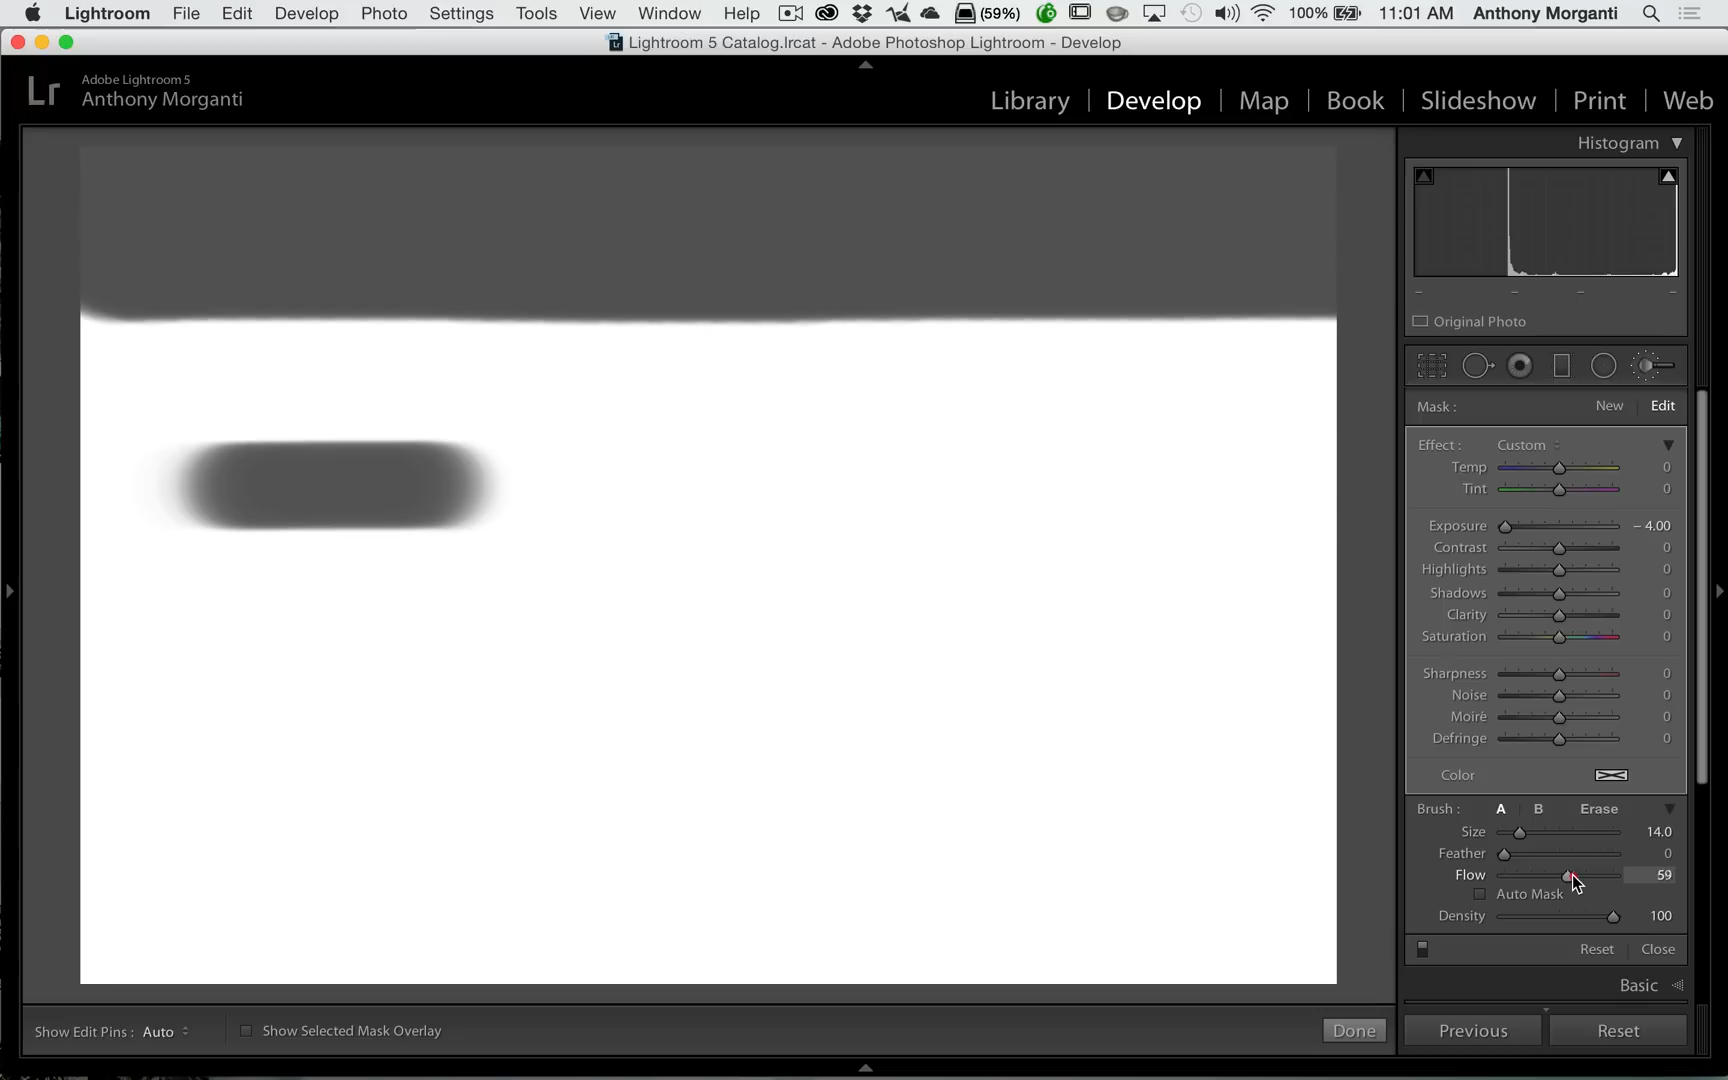 Lightroom File Edit Develop Photo Settings Tools View Window Help (59%) 100% 11:01 AM Anthony Morganti
Lightroom 5 Catalog.lrcat - Adobe Photoshop Lightroom - Develop
Lr
Adobe Lightroom 5
Anthony Morganti
Library | Develop | Map | Book | Slideshow | Print | Web
Histogram
Original Photo
Mask : New Edit
Effect : Custom
Temp 0
Tint 0
Exposure – 4.00
Contrast 0
Highlights 0
Shadows 0
Clarity 0
Saturation 0
Sharpness 0
Noise 0
Moiré 0
Defringe 0
Color
Brush : A B Erase
Size 14.0
Feather 0
Flow 59
Auto Mask
Density 100
Reset Close
Basic
Show Edit Pins : Auto Show Selected Mask Overlay Done Previous Reset